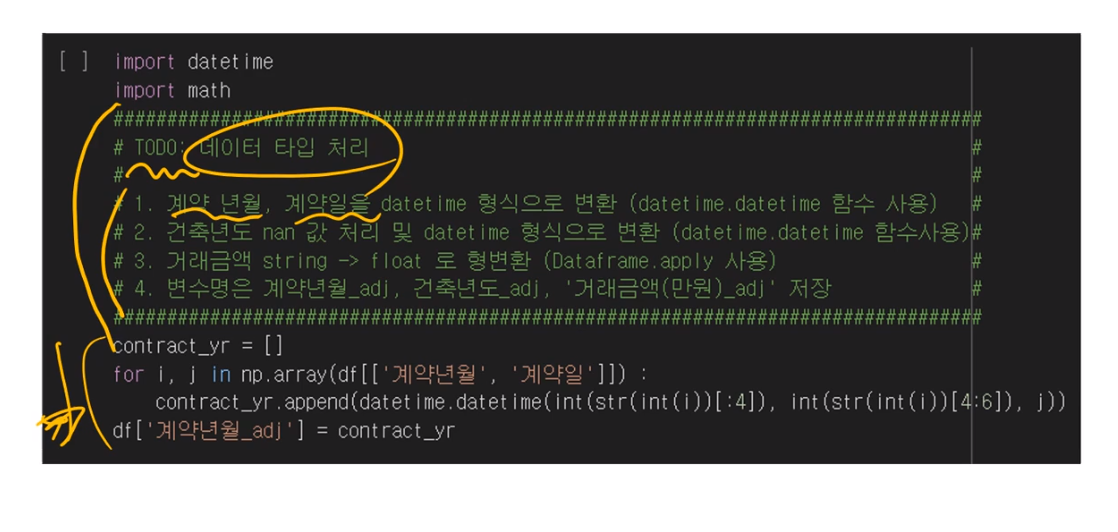 [ ] import datetime
import math
##################################################################################
# TODO: 데이터 타입 처리 #
# #
# 1. 계약 년월, 계약일을 datetime 형식으로 변환 (datetime.datetime 함수 사용) #
# 2. 건축년도 nan 값 처리 및 datetime 형식으로 변환 (datetime.datetime 함수사용)#
# 3. 거래금액 string -> float 로 형변환 (Dataframe.apply 사용) #
# 4. 변수명은 계약년월_adj, 건축년도_adj, '거래금액(만원)_adj' 저장 #
##################################################################################
contract_yr = []
for i, j in np.array(df[['계약년월', '계약일']]) :
contract_yr.append(datetime.datetime(int(str(int(i))[:4]), int(str(int(i))[4:6]), j))
df['계약년월_adj'] = contract_yr